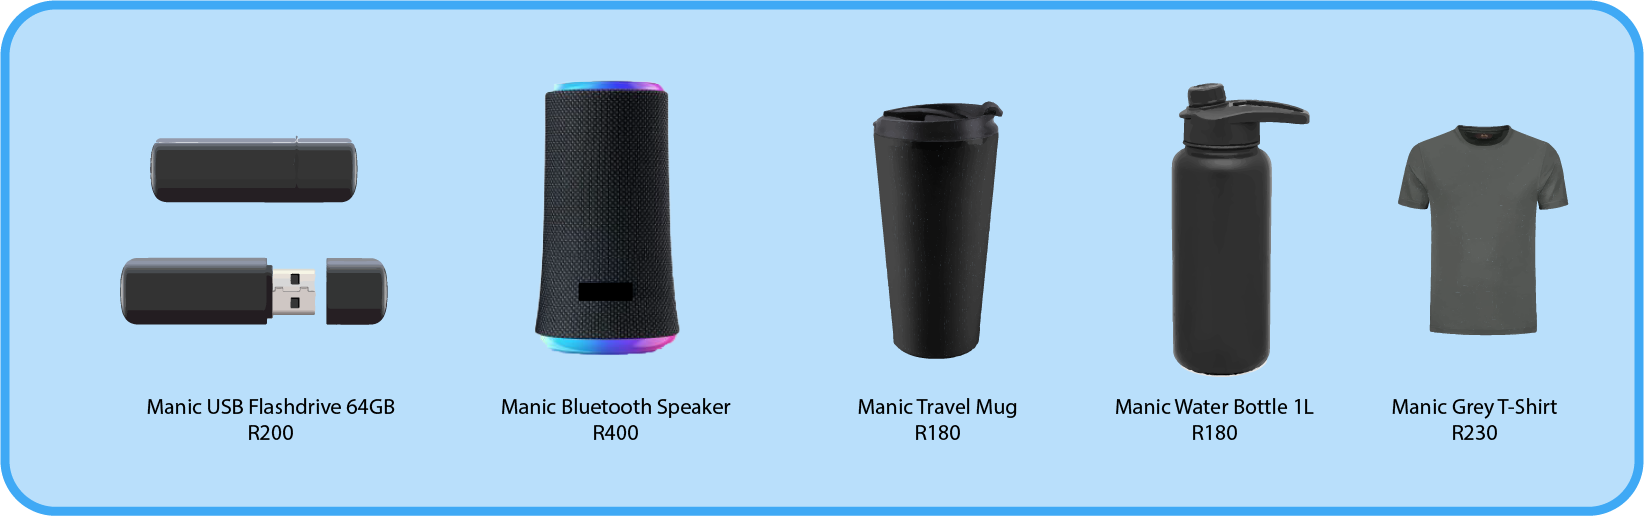 Manic USB Flashdrive 64GB
R200
Manic Bluetooth Speaker
R400
Manic Travel Mug
R180
Manic Water Bottle 1L
R180
Manic Grey T-Shirt
R230